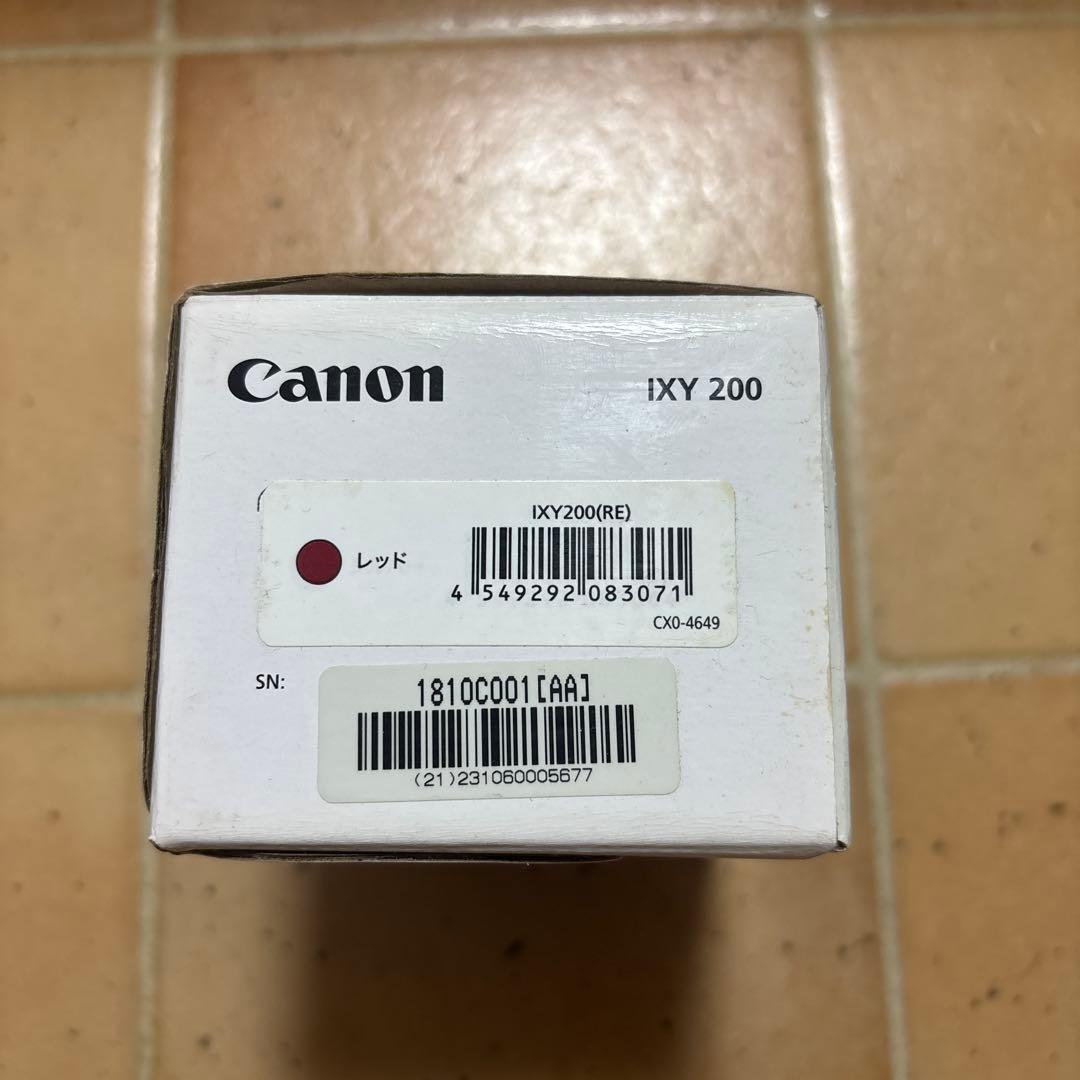 Canon
IXY 200
IXY200(RE)
レッド
4 549292 083071
CX0-4649
SN:
1810C001[AA]
(21)231060005677